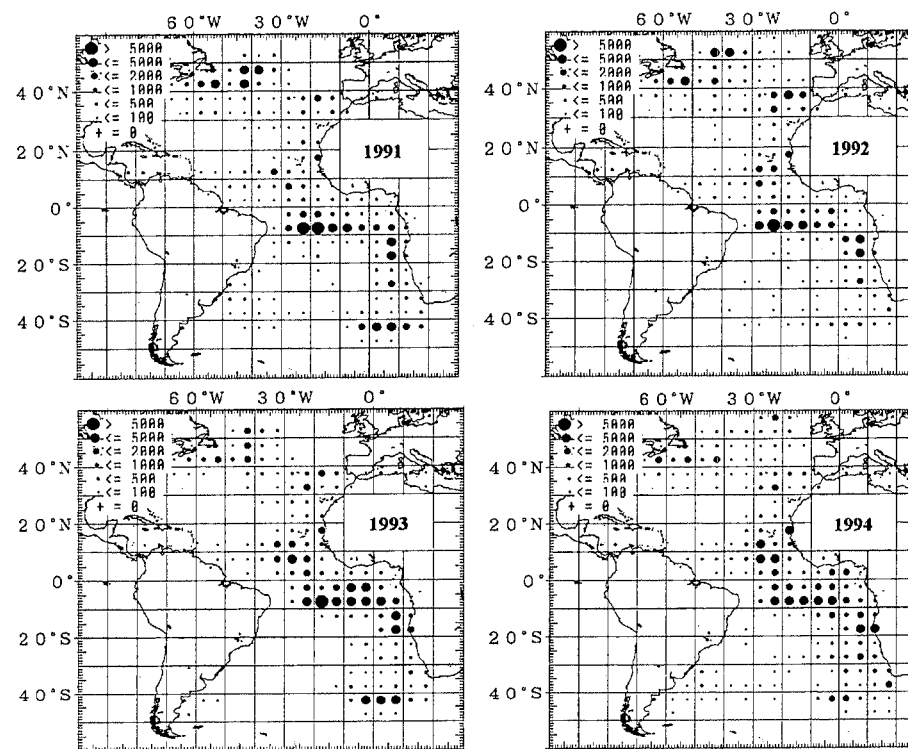 60°W 30°W 0°
> 5000
<= 5000
<= 2000
<= 1000
<= 500
<= 100
+ = 0
40°N
20°N
0°
20°S
40°S
1991
60°W 30°W 0°
> 5000
<= 5000
<= 2000
<= 1000
<= 500
<= 100
+ = 0
40°N
20°N
0°
20°S
40°S
1992
60°W 30°W 0°
> 5000
<= 5000
<= 2000
<= 1000
<= 500
<= 100
+ = 0
40°N
20°N
0°
20°S
40°S
1993
60°W 30°W 0°
> 5000
<= 5000
<= 2000
<= 1000
<= 500
<= 100
+ = 0
40°N
20°N
0°
20°S
40°S
1994